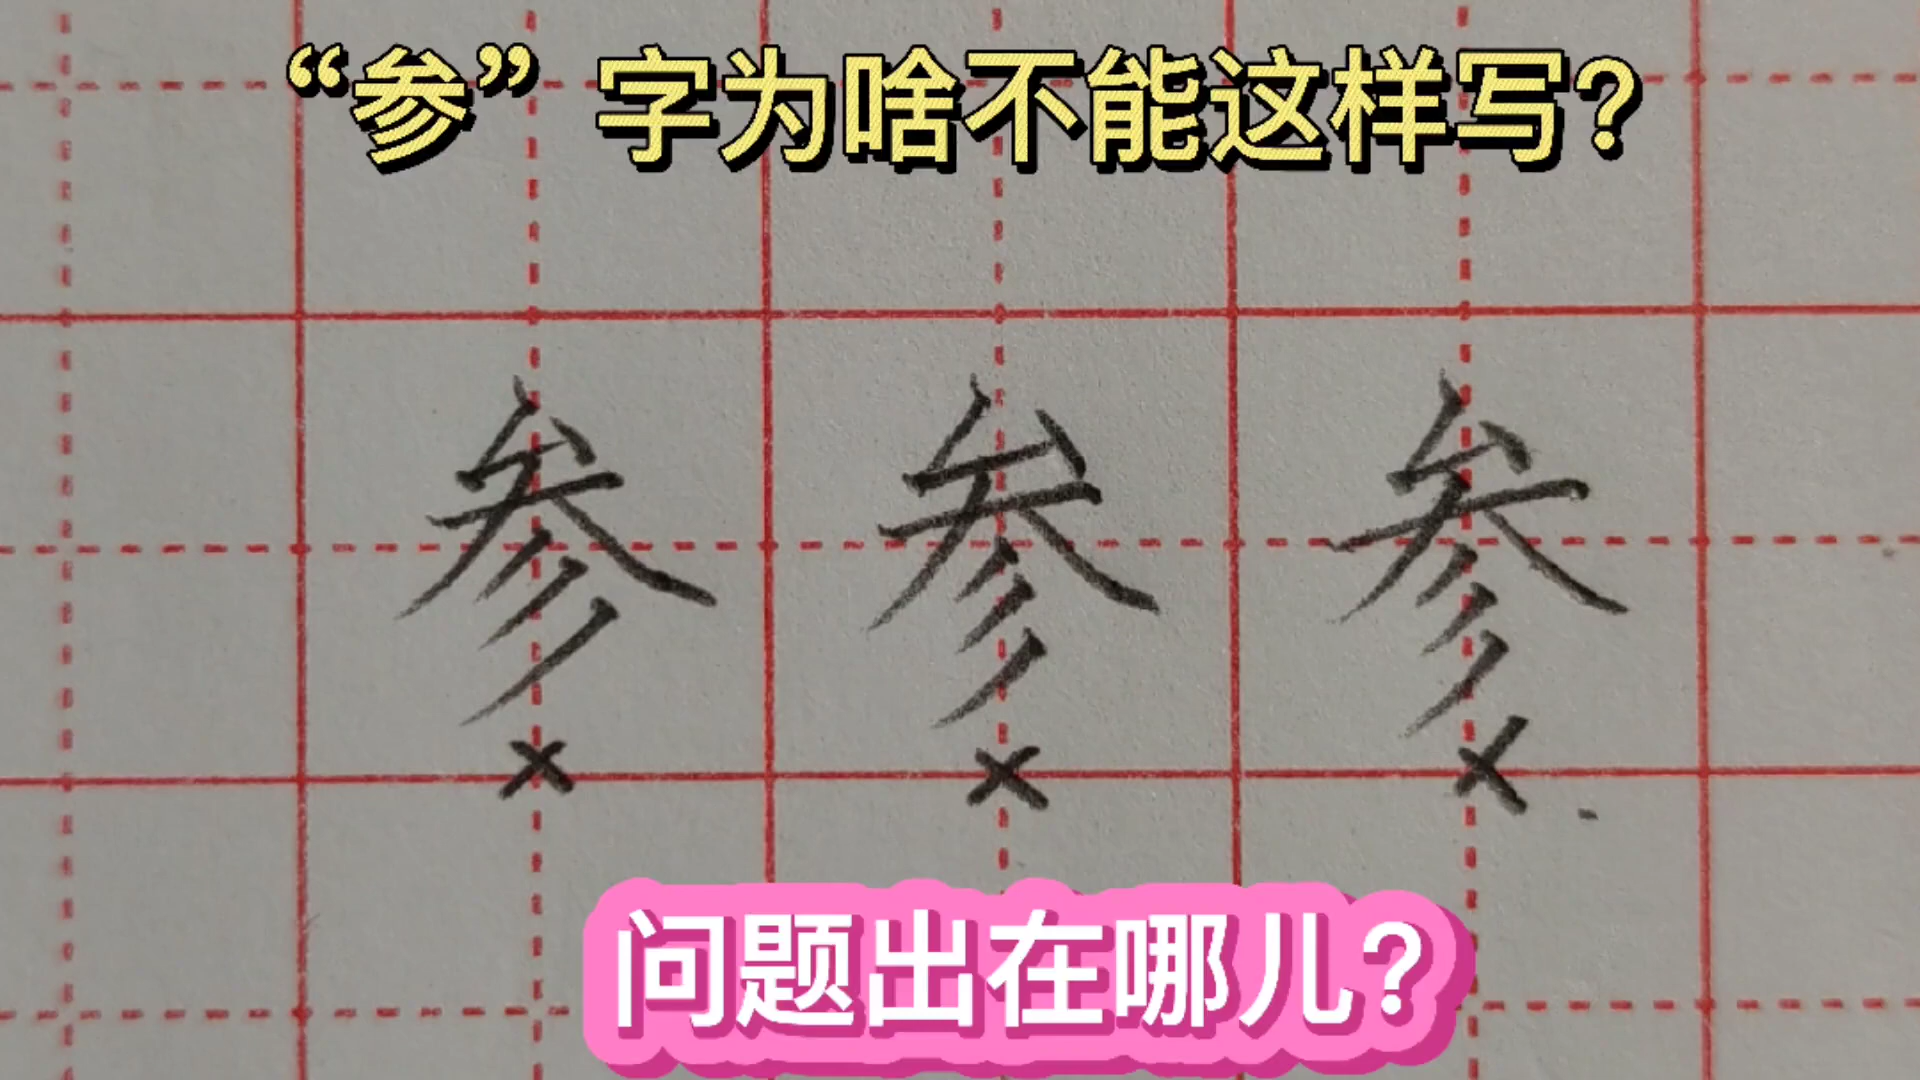 “参”字为啥不能这样写?
参 参 参
× × ×
问题出在哪儿?